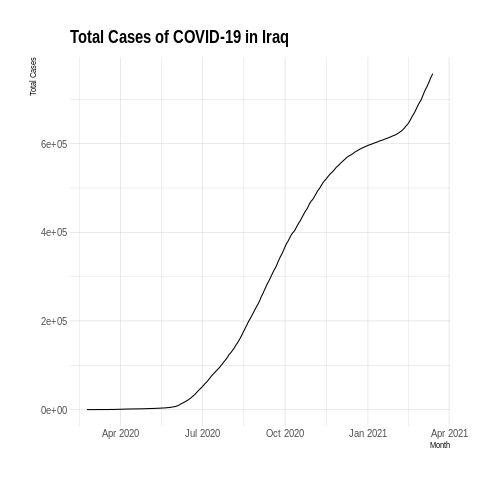 Total Cases of COVID-19 in Iraq
Total Cases
6e+05
4e+05
2e+05
0e+00
Apr 2020 Jul 2020 Oct 2020 Jan 2021 Apr 2021
Month